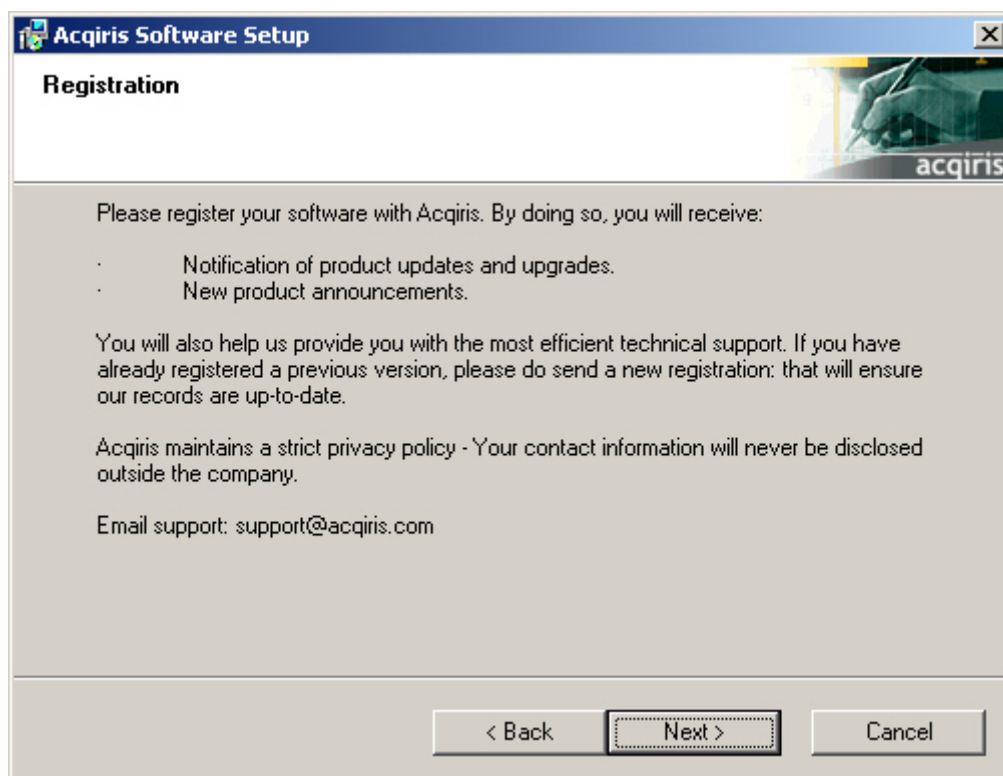 Acqiris Software Setup
Registration
acqiris
Please register your software with Acqiris. By doing so, you will receive:
· Notification of product updates and upgrades.
· New product announcements.
You will also help us provide you with the most efficient technical support. If you have
already registered a previous version, please do send a new registration: that will ensure
our records are up-to-date.
Acqiris maintains a strict privacy policy - Your contact information will never be disclosed
outside the company.
Email support: support@acqiris.com
< Back Next > Cancel